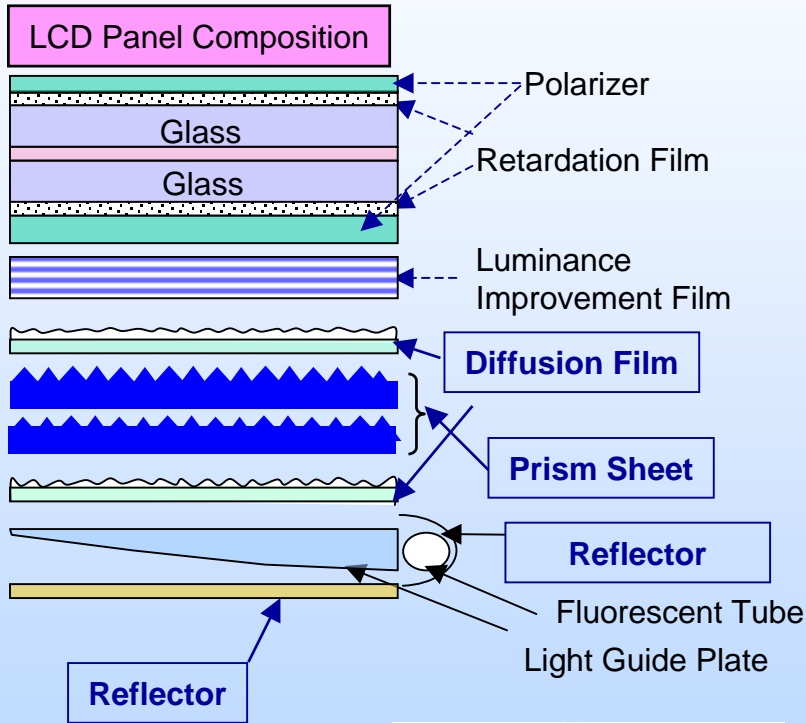 LCD Panel Composition
Polarizer
Glass
Retardation Film
Glass
Luminance
Improvement Film
Diffusion Film
Prism Sheet
Reflector
Fluorescent Tube
Light Guide Plate
Reflector